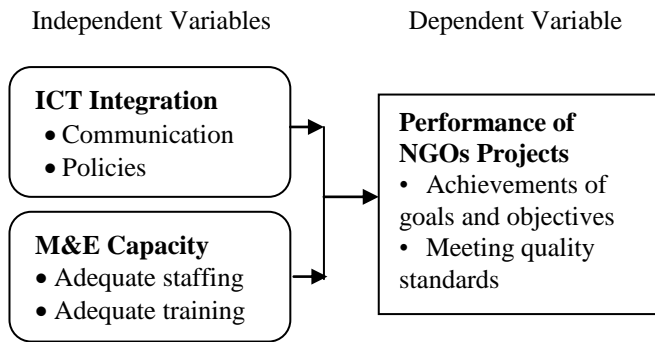 Independent Variables
Dependent Variable
ICT Integration
• Communication
• Policies
M&E Capacity
• Adequate staffing
• Adequate training
Performance of
NGOs Projects
• Achievements of
goals and objectives
• Meeting quality
standards